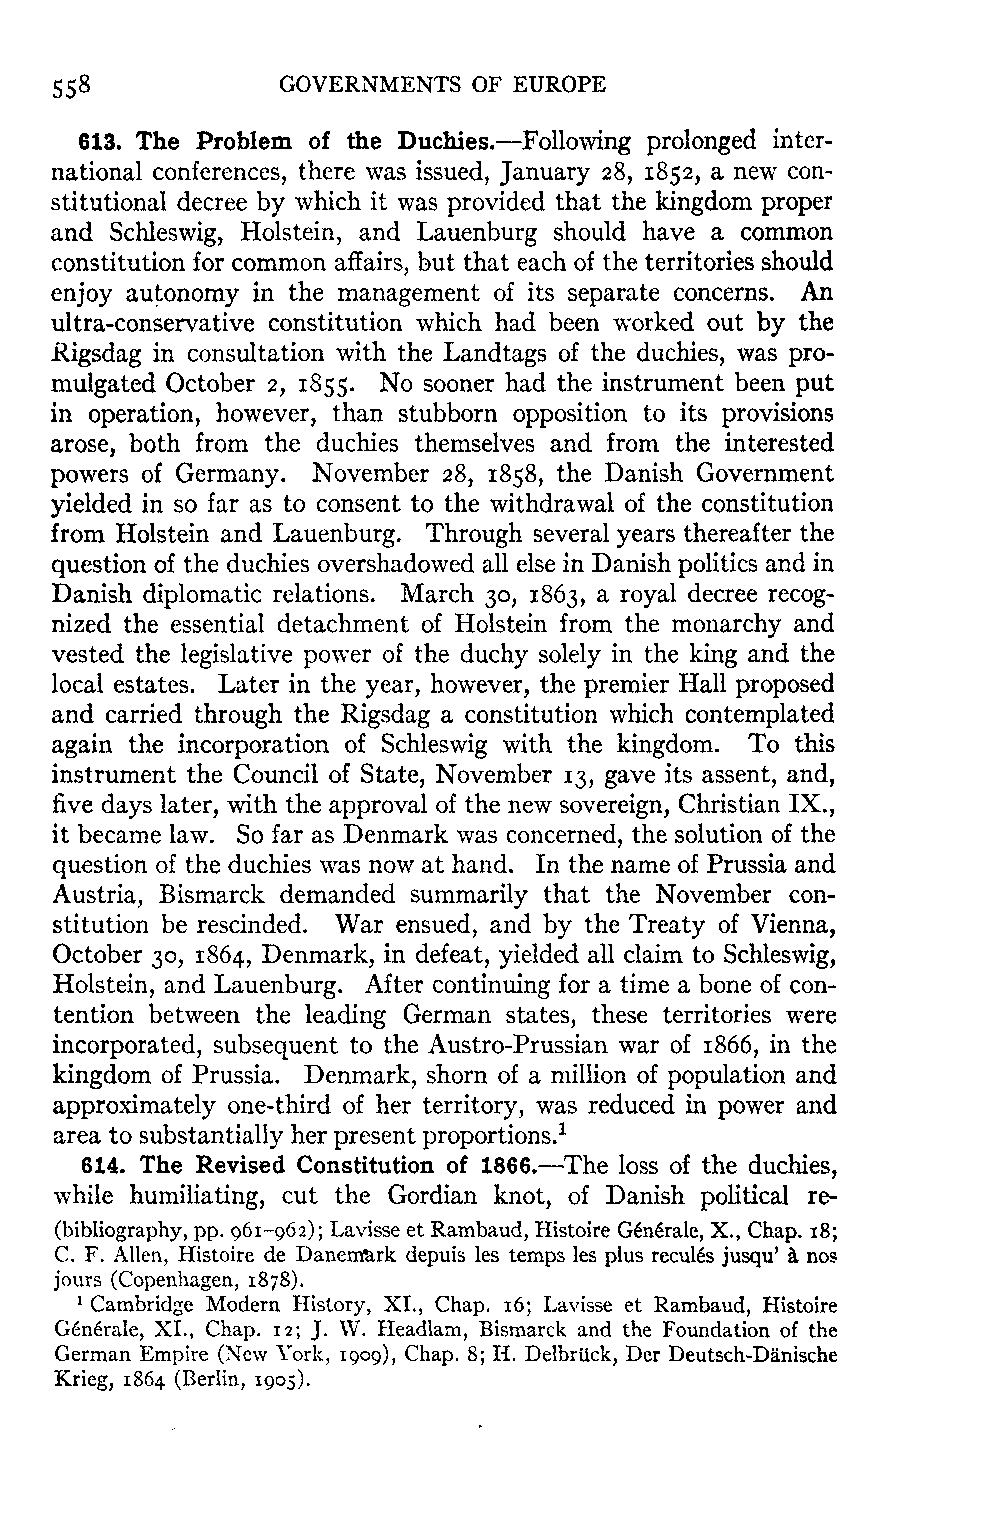 558 GOVERNMENTS OF EUROPE
613. The Problem of the Duchies.—Following prolonged inter-
national conferences, there was issued, January 28, 1852, a new con-
stitutional decree by which it was provided that the kingdom proper
and Schleswig, Holstein, and Lauenburg should have a common
constitution for common affairs, but that each of the territories should
enjoy autonomy in the management of its separate concerns. An
ultra-conservative constitution which had been worked out by the
Rigsdag in consultation with the Landtags of the duchies, was pro-
mulgated October 2, 1855. No sooner had the instrument been put
in operation, however, than stubborn opposition to its provisions
arose, both from the duchies themselves and from the interested
powers of Germany. November 28, 1858, the Danish Government
yielded in so far as to consent to the withdrawal of the constitution
from Holstein and Lauenburg. Through several years thereafter the
question of the duchies overshadowed all else in Danish politics and in
Danish diplomatic relations. March 30, 1863, a royal decree recog-
nized the essential detachment of Holstein from the monarchy and
vested the legislative power of the duchy solely in the king and the
local estates. Later in the year, however, the premier Hall proposed
and carried through the Rigsdag a constitution which contemplated
again the incorporation of Schleswig with the kingdom. To this
instrument the Council of State, November 13, gave its assent, and,
five days later, with the approval of the new sovereign, Christian IX.,
it became law. So far as Denmark was concerned, the solution of the
question of the duchies was now at hand. In the name of Prussia and
Austria, Bismarck demanded summarily that the November con-
stitution be rescinded. War ensued, and by the Treaty of Vienna,
October 30, 1864, Denmark, in defeat, yielded all claim to Schleswig,
Holstein, and Lauenburg. After continuing for a time a bone of con-
tention between the leading German states, these territories were
incorporated, subsequent to the Austro-Prussian war of 1866, in the
kingdom of Prussia. Denmark, shorn of a million of population and
approximately one-third of her territory, was reduced in power and
area to substantially her present proportions.¹
614. The Revised Constitution of 1866.—The loss of the duchies,
while humiliating, cut the Gordian knot, of Danish political re-
(bibliography, pp. 961–962); Lavisse et Rambaud, Histoire Générale, X., Chap. 18;
C. F. Allen, Histoire de Danemark depuis les temps les plus reculés jusqu' à nos
jours (Copenhagen, 1878).
¹ Cambridge Modern History, XI., Chap. 16; Lavisse et Rambaud, Histoire
Générale, XI., Chap. 12; J. W. Headlam, Bismarck and the Foundation of the
German Empire (New York, 1909), Chap. 8; H. Delbrück, Der Deutsch-Dänische
Krieg, 1864 (Berlin, 1905).